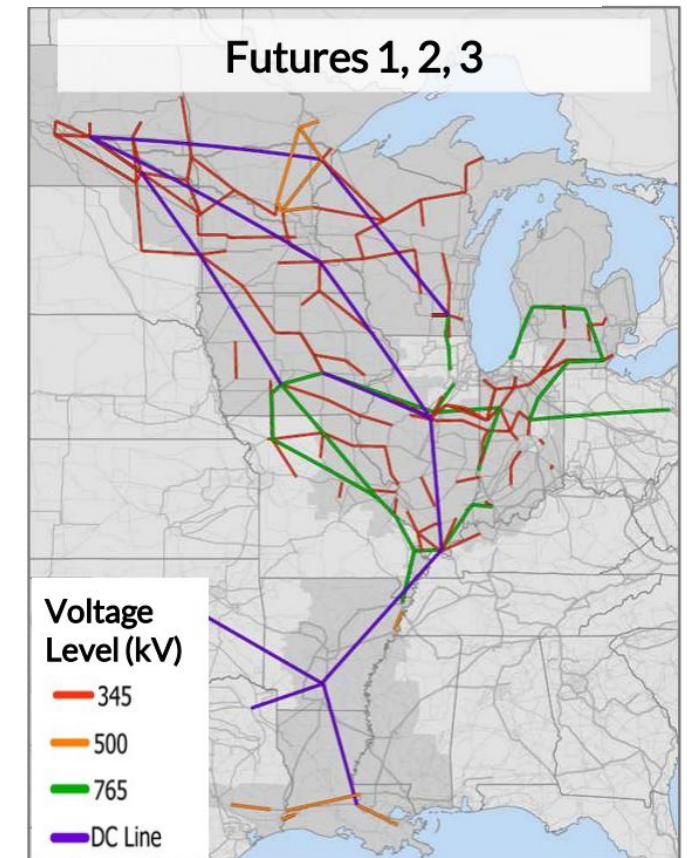 Futures 1, 2, 3
Voltage
Level (kV)
345
500
765
DC Line